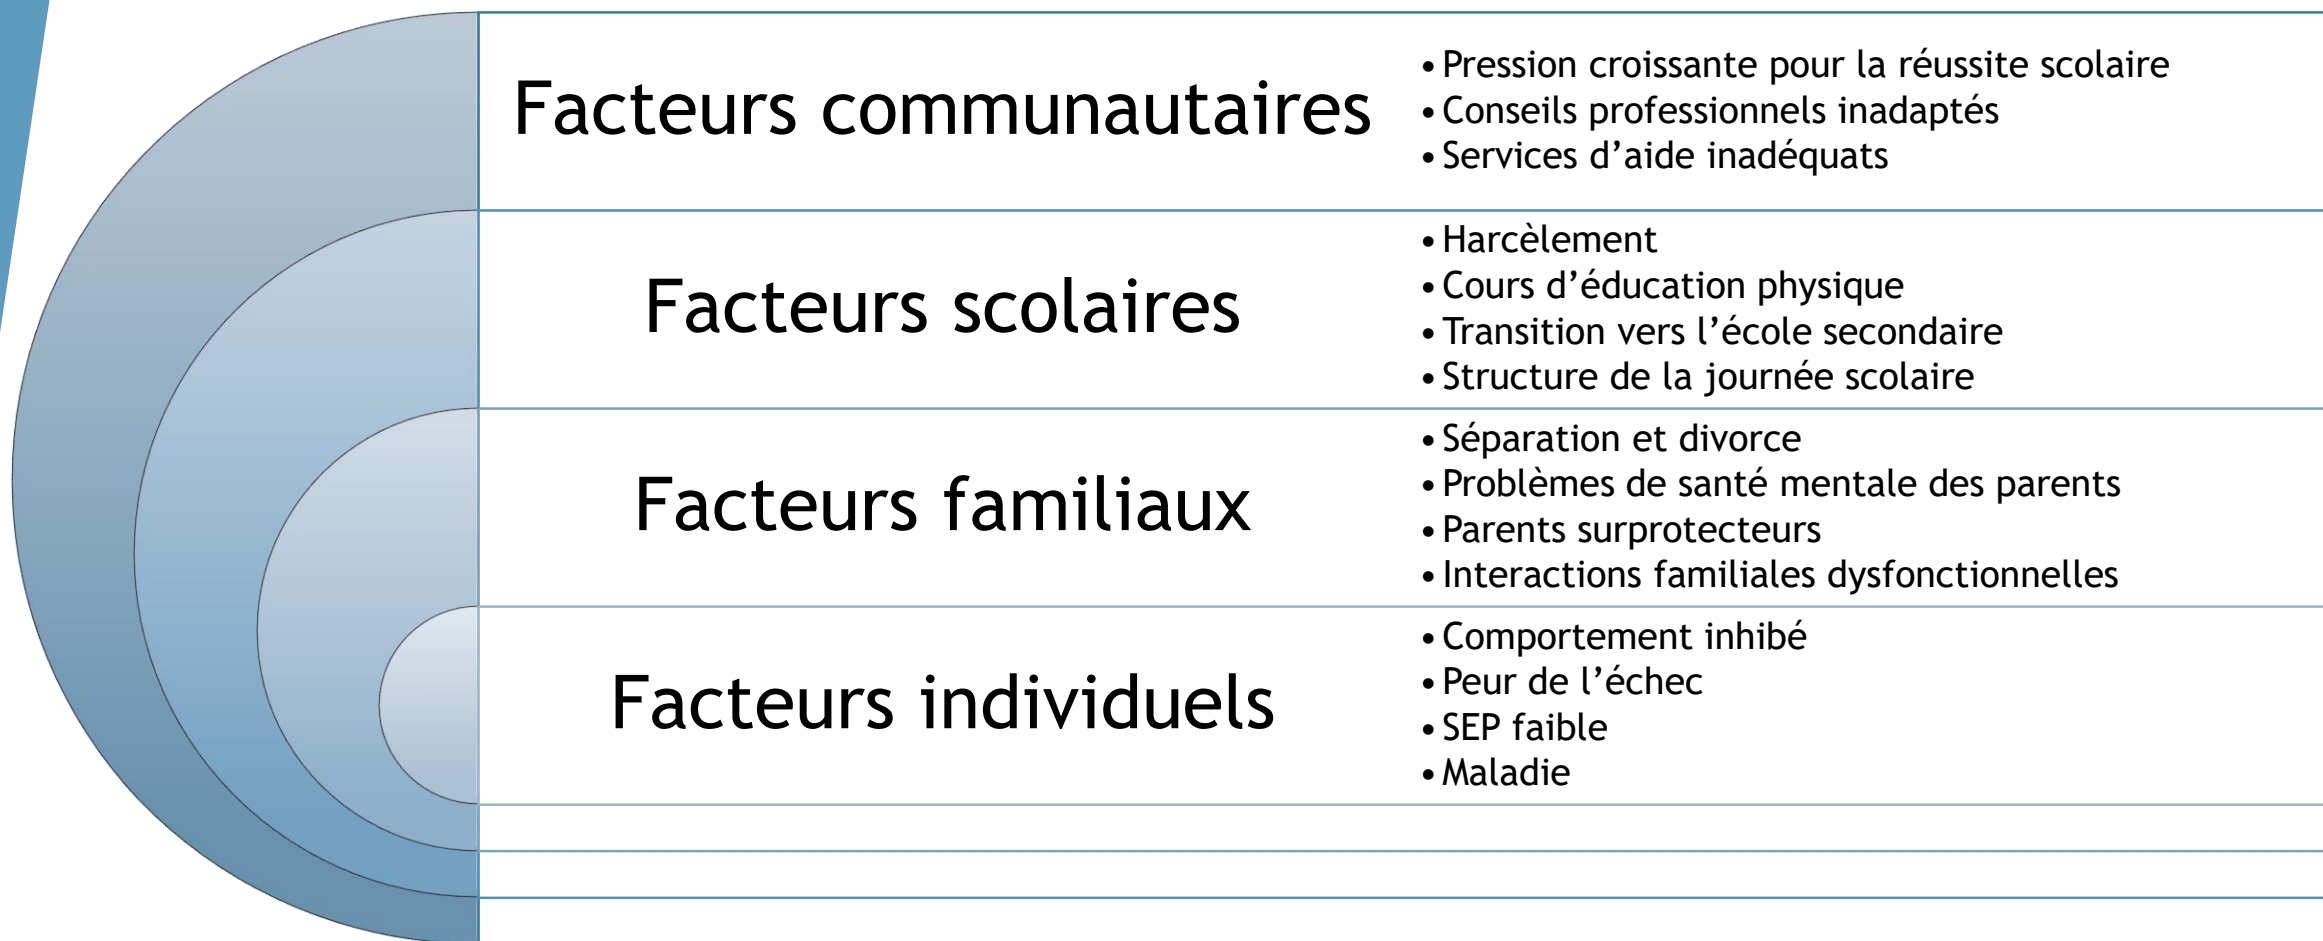 Facteurs communautaires
• Pression croissante pour la réussite scolaire
• Conseils professionnels inadaptés
• Services d’aide inadéquats
Facteurs scolaires
• Harcèlement
• Cours d’éducation physique
• Transition vers l’école secondaire
• Structure de la journée scolaire
Facteurs familiaux
• Séparation et divorce
• Problèmes de santé mentale des parents
• Parents surprotecteurs
• Interactions familiales dysfonctionnelles
Facteurs individuels
• Comportement inhibé
• Peur de l’échec
• SEP faible
• Maladie